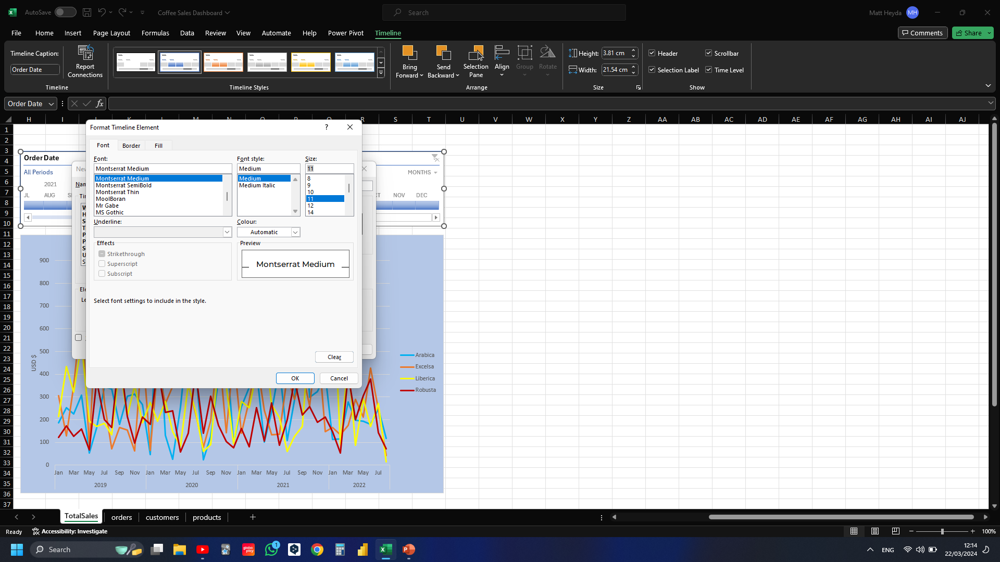 AutoSave
Coffee Sales Dashboard
Search
Matt Heyda
MH
File Home Insert Page Layout Formulas Data Review View Automate Help Power Pivot Timeline
Comments
Share
Timeline Caption:
Order Date
Report Connections
Timeline
Timeline Styles
Bring Forward
Send Backward
Selection Pane
Align
Group
Rotate
Arrange
Height: 3.81 cm
Width: 21.54 cm
Size
Header
Scrollbar
Selection Label
Time Level
Show
Order Date
fx
H I K M N R S T U V W X Y Z AA AB AC AD AE AF AG AH AI AJ
1
2
3
4
5
6
7
8
9
10
11
12
13
14
15
16
17
18
19
20
21
22
23
24
25
26
27
28
29
30
31
32
33
34
35
36
37
Order Date
All Periods
MONTHS
2021
AUG
NOV
DEC
Format Timeline Element
?
Font
Border
Fill
Font:
Montserrat Medium
Montserrat Medium
Montserrat SemiBold
Montserrat Thin
MoolBoran
Mr Gabe
MS Gothic
Font style:
Medium
Medium
Medium Italic
Size:
11
8
9
10
11
12
14
Underline:
Colour:
Automatic
Effects
Strikethrough
Superscript
Subscript
Preview
Montserrat Medium
Select font settings to include in the style.
Clear
OK
Cancel
900
800
700
600
500
400
300
200
100
0
USD $
Arabica
Excelsa
Liberica
Robusta
Jan Mar May Jul Sep Nov Jan Mar May Jul Sep Nov Jan Mar May Jul Sep Nov Jan Mar May Jul
2019 2020 2021 2022
TotalSales orders customers products
Ready
Accessibility: Investigate
100%
Search
globo play
1
ENG
12:14
22/03/2024